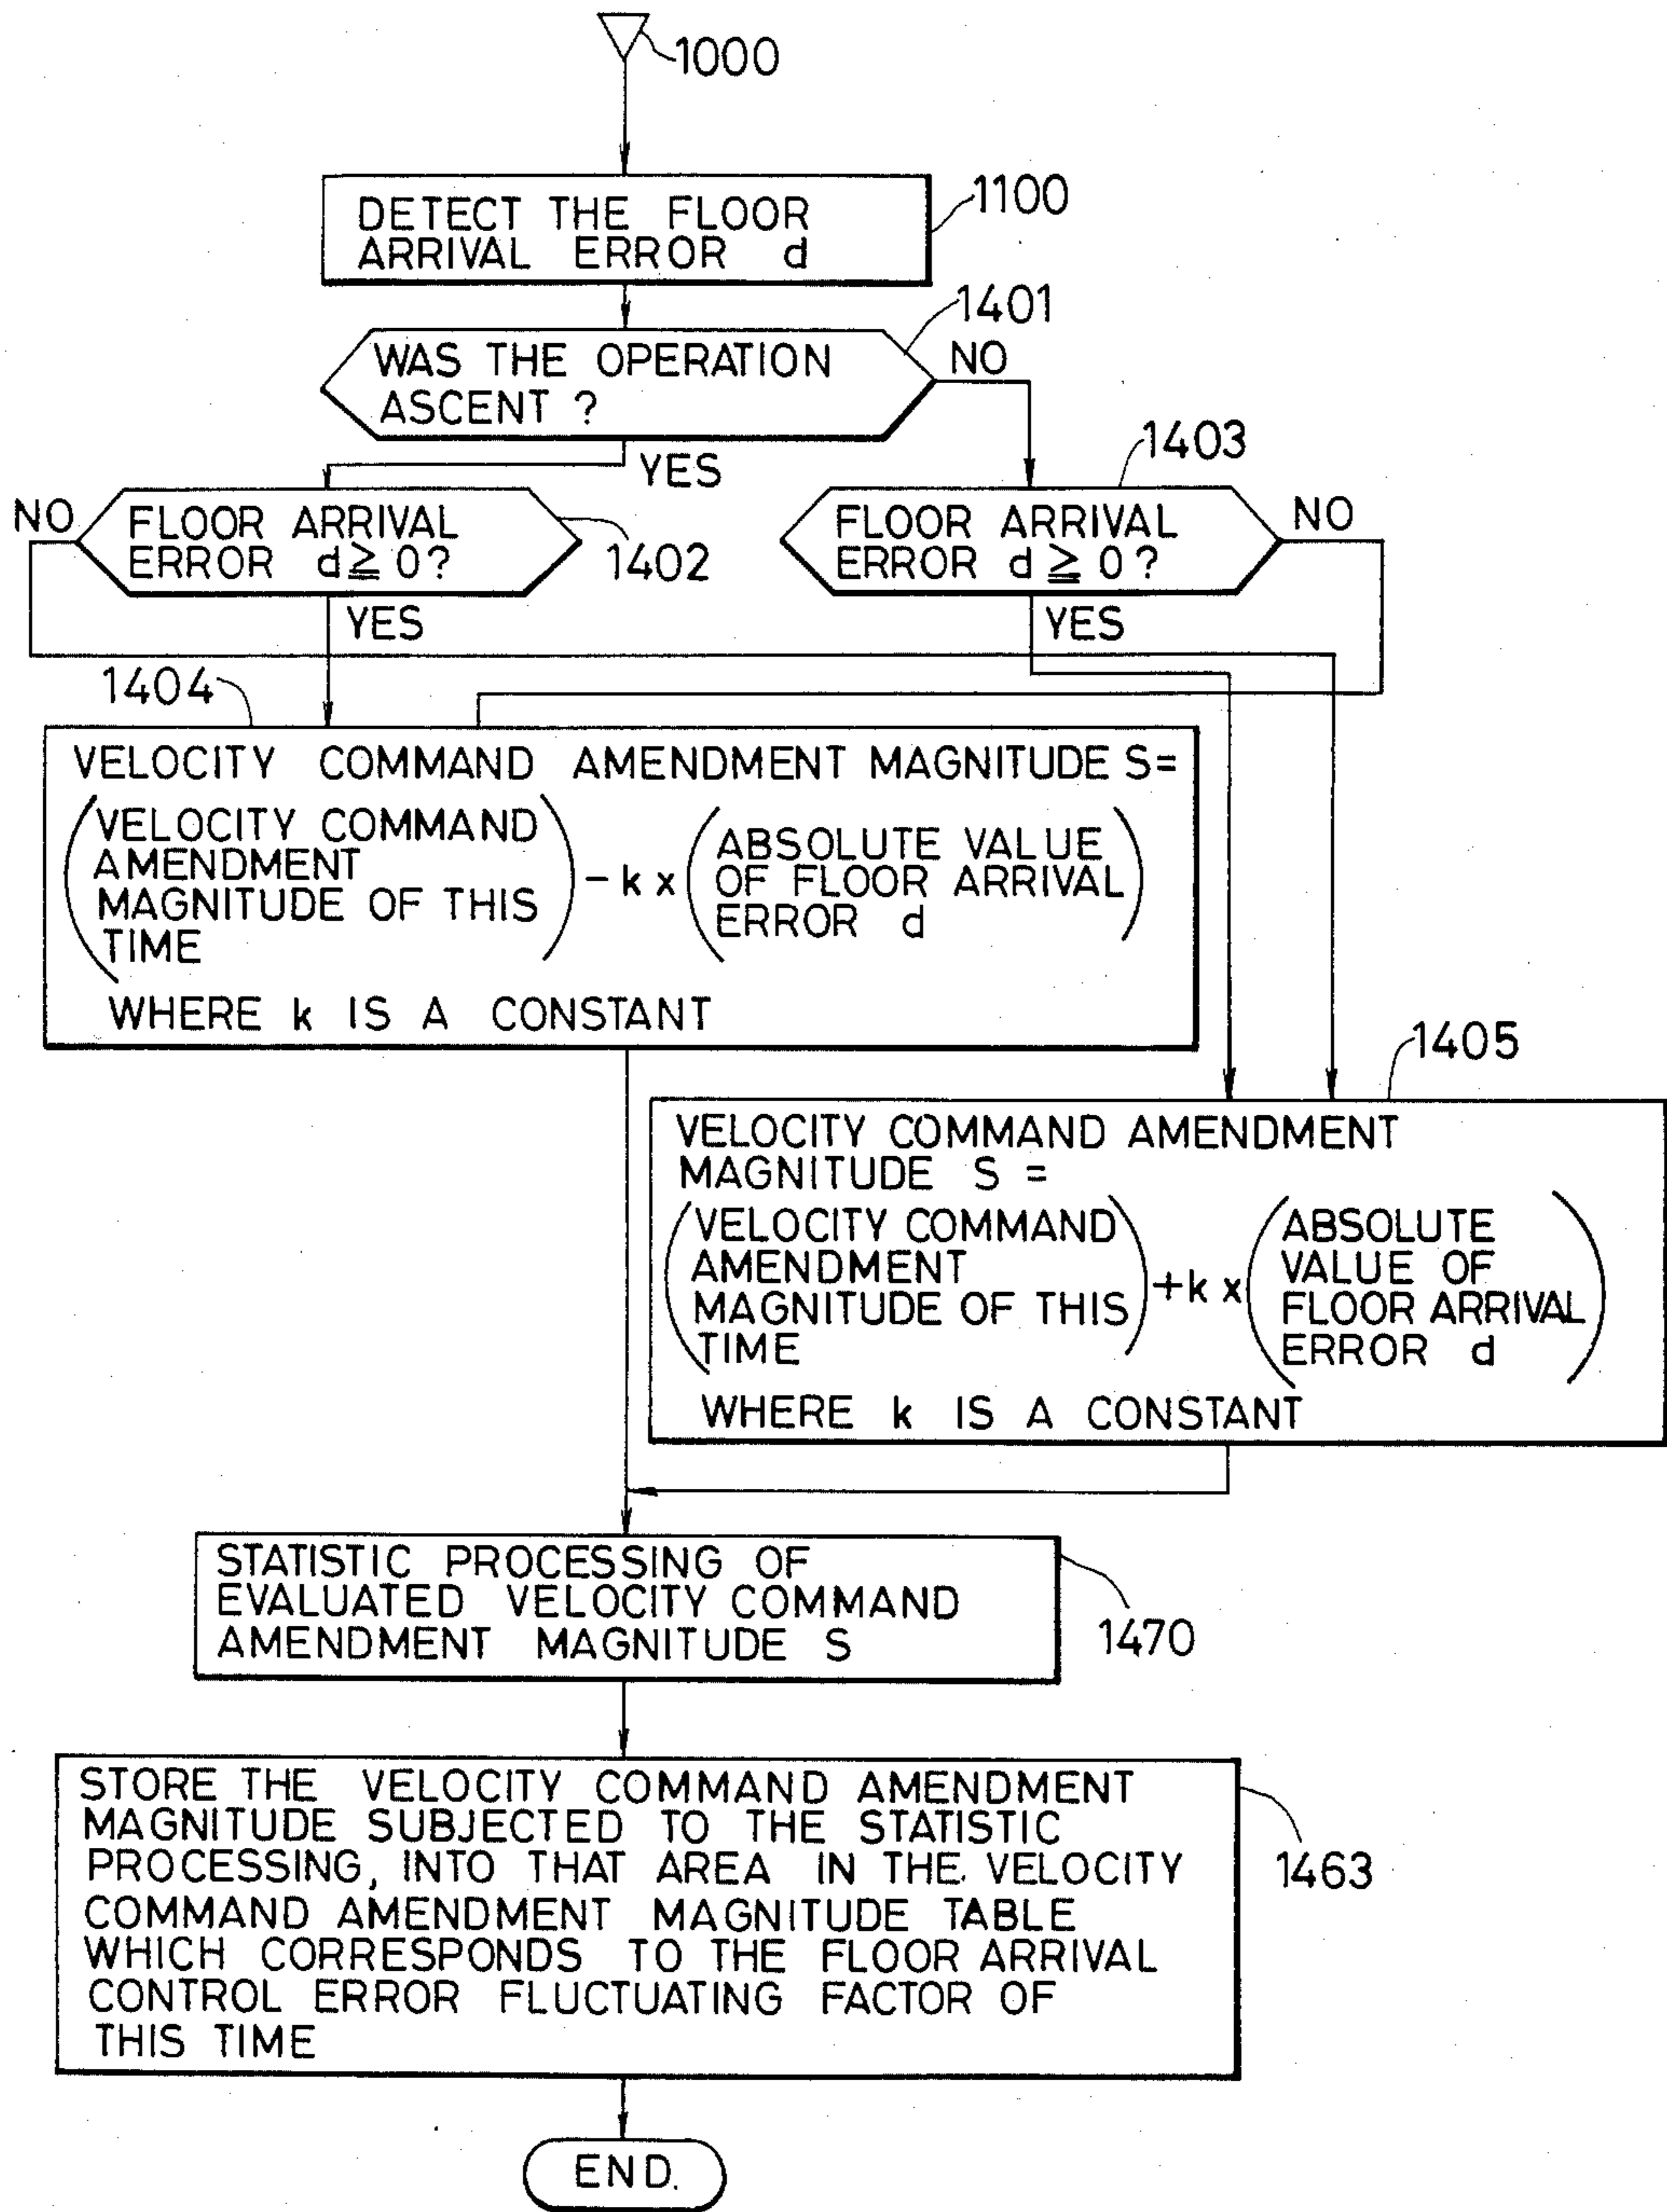 1000
DETECT THE FLOOR
ARRIVAL ERROR d
1100
WAS THE OPERATION
ASCENT ?
1401
NO
YES
1403
NO
FLOOR ARRIVAL
ERROR d ≧ 0?
1402
YES
FLOOR ARRIVAL
ERROR d ≧ 0?
NO
YES
1404
VELOCITY COMMAND AMENDMENT MAGNITUDE S=
(VELOCITY COMMAND
AMENDMENT
MAGNITUDE OF THIS
TIME)
- k x
(ABSOLUTE VALUE
OF FLOOR ARRIVAL
ERROR d)
WHERE k IS A CONSTANT
1405
VELOCITY COMMAND AMENDMENT
MAGNITUDE S =
(VELOCITY COMMAND
AMENDMENT
MAGNITUDE OF THIS
TIME)
+k x
(ABSOLUTE
VALUE OF
FLOOR ARRIVAL
ERROR d)
WHERE k IS A CONSTANT
STATISTIC PROCESSING OF
EVALUATED VELOCITY COMMAND
AMENDMENT MAGNITUDE S
1470
STORE THE VELOCITY COMMAND AMENDMENT
MAGNITUDE SUBJECTED TO THE STATISTIC
PROCESSING, INTO THAT AREA IN THE VELOCITY
COMMAND AMENDMENT MAGNITUDE TABLE
WHICH CORRESPONDS TO THE FLOOR ARRIVAL
CONTROL ERROR FLUCTUATING FACTOR OF
THIS TIME
1463
END.